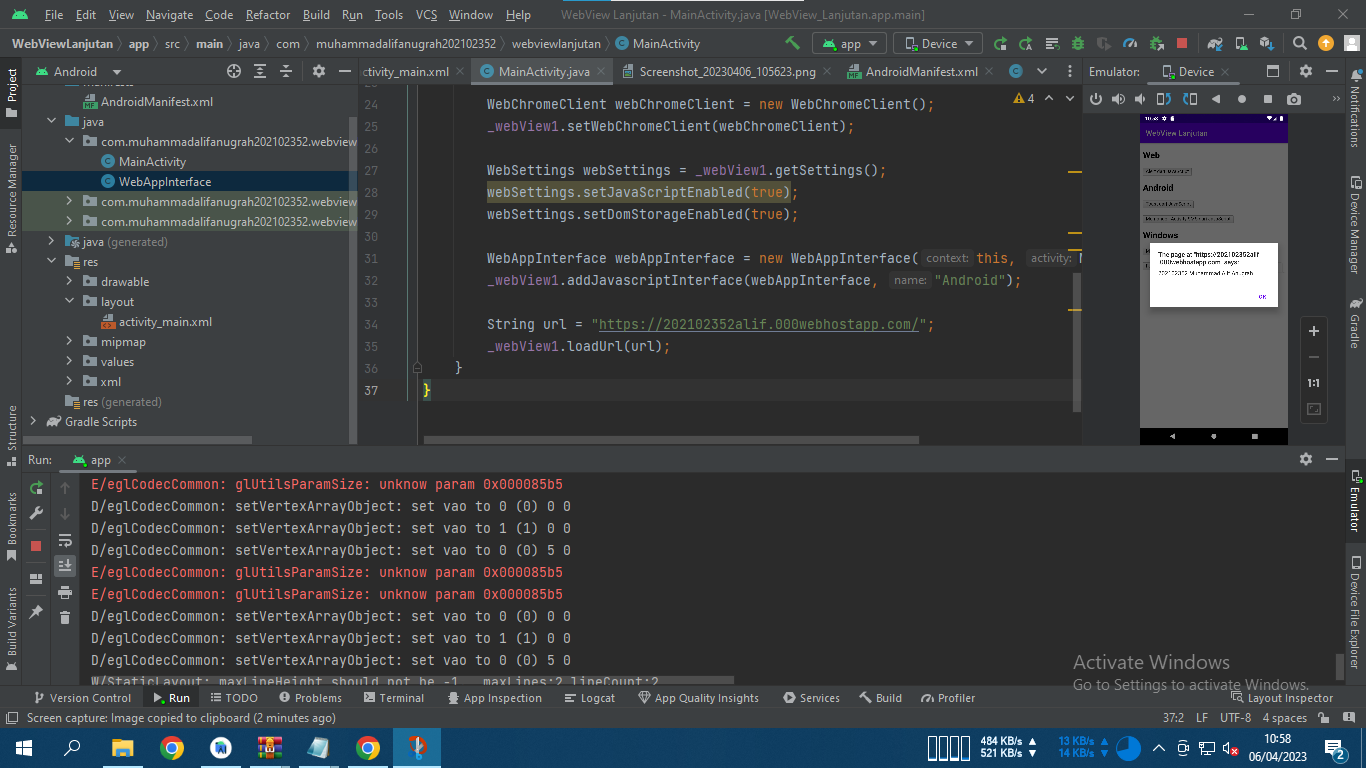 File Edit View Navigate Code Refactor Build Run Tools VCS Window Help WebView Lanjutan - MainActivity.java [WebView_Lanjutan.app.main]
WebViewLanjutan app src main java com muhammadalifanugrah202102352 webviewlanjutan MainActivity app Device
Android
ctivity_main.xml MainActivity.java Screenshot_20230406_105623.png AndroidManifest.xml
Emulator: Device
Project
Resource Manager
Structure
Bookmarks
Build Variants
AndroidManifest.xml
java
com.muhammadalifanugrah202102352.webview
MainActivity
WebAppInterface
com.muhammadalifanugrah202102352.webview
com.muhammadalifanugrah202102352.webview
java (generated)
res
drawable
layout
activity_main.xml
mipmap
values
xml
res (generated)
Gradle Scripts
4
24 WebChromeClient webChromeClient = new WebChromeClient();
25 _webView1.setWebChromeClient(webChromeClient);
26
27 WebSettings webSettings = _webView1.getSettings();
28 webSettings.setJavaScriptEnabled(true);
29 webSettings.setDomStorageEnabled(true);
30
31 WebAppInterface webAppInterface = new WebAppInterface( context: this, activity:
32 _webView1.addJavascriptInterface(webAppInterface, name: "Android");
33
34 String url = "https://202102352alif.000webhostapp.com/";
35 _webView1.loadUrl(url);
36 }
37 }
10:58
WebView Lanjutan
Web
Android
Windows
The page at "https://202102352alif
.000webhostapp.com" says:
202102352 Muhammad Alif Anugrah
OK
1:1
Notifications
Device Manager
Gradle
Emulator
Device File Explorer
Run: app
E/eglCodecCommon: glUtilsParamSize: unknow param 0x000085b5
D/eglCodecCommon: setVertexArrayObject: set vao to 0 (0) 0 0
D/eglCodecCommon: setVertexArrayObject: set vao to 1 (1) 0 0
D/eglCodecCommon: setVertexArrayObject: set vao to 0 (0) 5 0
E/eglCodecCommon: glUtilsParamSize: unknow param 0x000085b5
E/eglCodecCommon: glUtilsParamSize: unknow param 0x000085b5
D/eglCodecCommon: setVertexArrayObject: set vao to 0 (0) 0 0
D/eglCodecCommon: setVertexArrayObject: set vao to 1 (1) 0 0
D/eglCodecCommon: setVertexArrayObject: set vao to 0 (0) 5 0
W/StaticLayout: maxLineHeight should not be -1. maxLines:2 lineCount:2
Activate Windows
Go to Settings to activate Windows.
Version Control Run TODO Problems Terminal App Inspection Logcat App Quality Insights Services Build Profiler Layout Inspector
Screen capture: Image copied to clipboard (2 minutes ago) 37:2 LF UTF-8 4 spaces
484 KB/s
521 KB/s
13 KB/s
14 KB/s
10:58
06/04/2023
2